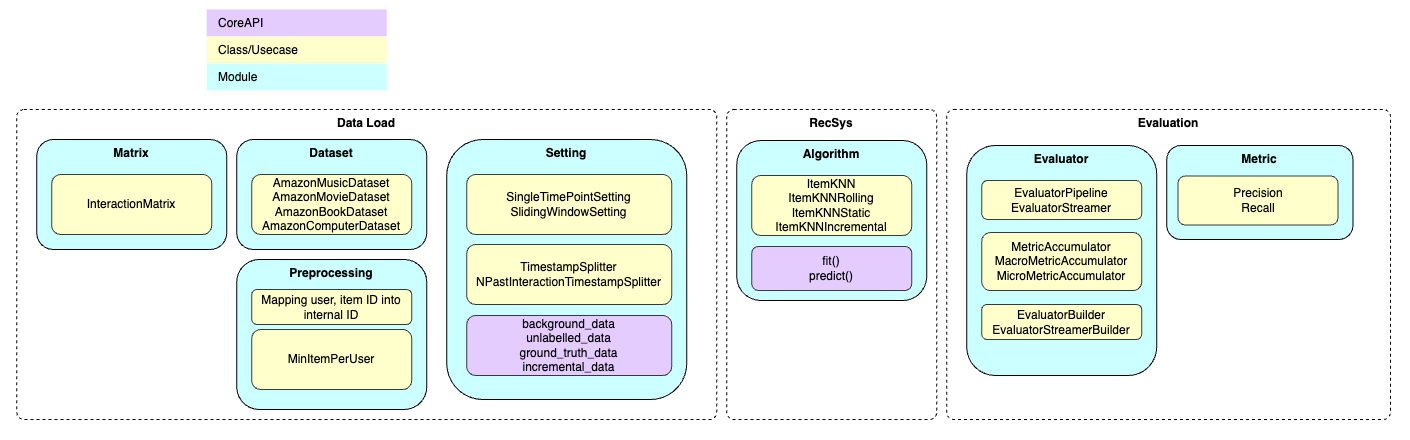 CoreAPI
Class/Usecase
Module
Data Load
Matrix
InteractionMatrix
Dataset
AmazonMusicDataset
AmazonMovieDataset
AmazonBookDataset
AmazonComputerDataset
Preprocessing
Mapping user, item ID into
internal ID
MinItemPerUser
Setting
SingleTimePointSetting
SlidingWindowSetting
TimestampSplitter
NPastInteractionTimestampSplitter
background_data
unlabelled_data
ground_truth_data
incremental_data
RecSys
Algorithm
ItemKNN
ItemKNNRolling
ItemKNNStatic
ItemKNNIncremental
fit()
predict()
Evaluation
Evaluator
EvaluatorPipeline
EvaluatorStreamer
MetricAccumulator
MacroMetricAccumulator
MicroMetricAccumulator
EvaluatorBuilder
EvaluatorStreamerBuilder
Metric
Precision
Recall